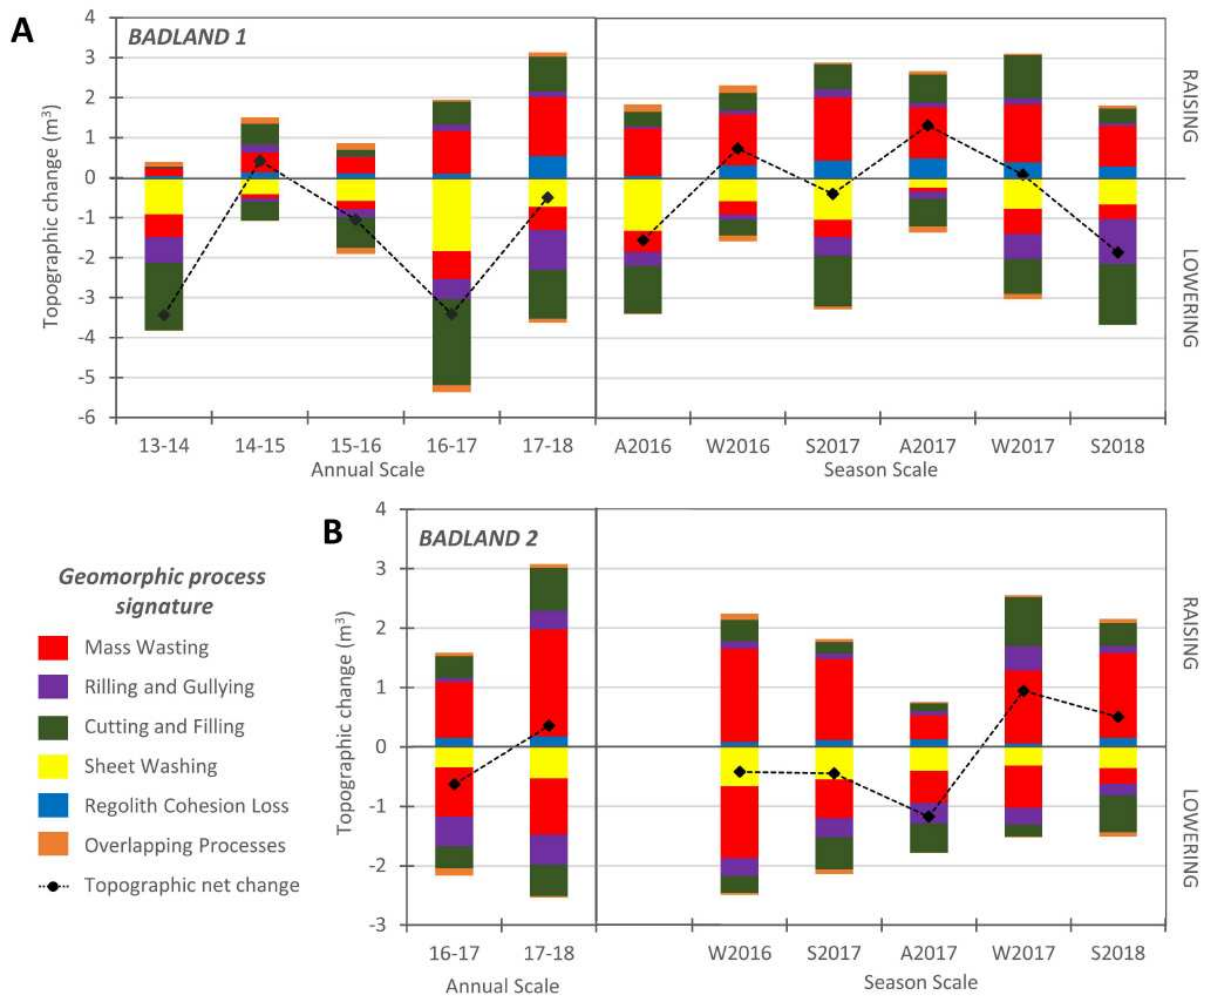 A
BADLAND 1
Topographic change (m³)
4
3
2
1
0
-1
-2
-3
-4
-5
-6
RAISING
LOWERING
13-14 14-15 15-16 16-17 17-18 A2016 W2016 S2017 A2017 W2017 S2018
Annual Scale Season Scale
B
BADLAND 2
Topographic change (m³)
4
3
2
1
0
-1
-2
-3
RAISING
LOWERING
16-17 17-18 W2016 S2017 A2017 W2017 S2018
Annual Scale Season Scale
Geomorphic process
signature
Mass Wasting
Rilling and Gullying
Cutting and Filling
Sheet Washing
Regolith Cohesion Loss
Overlapping Processes
Topographic net change